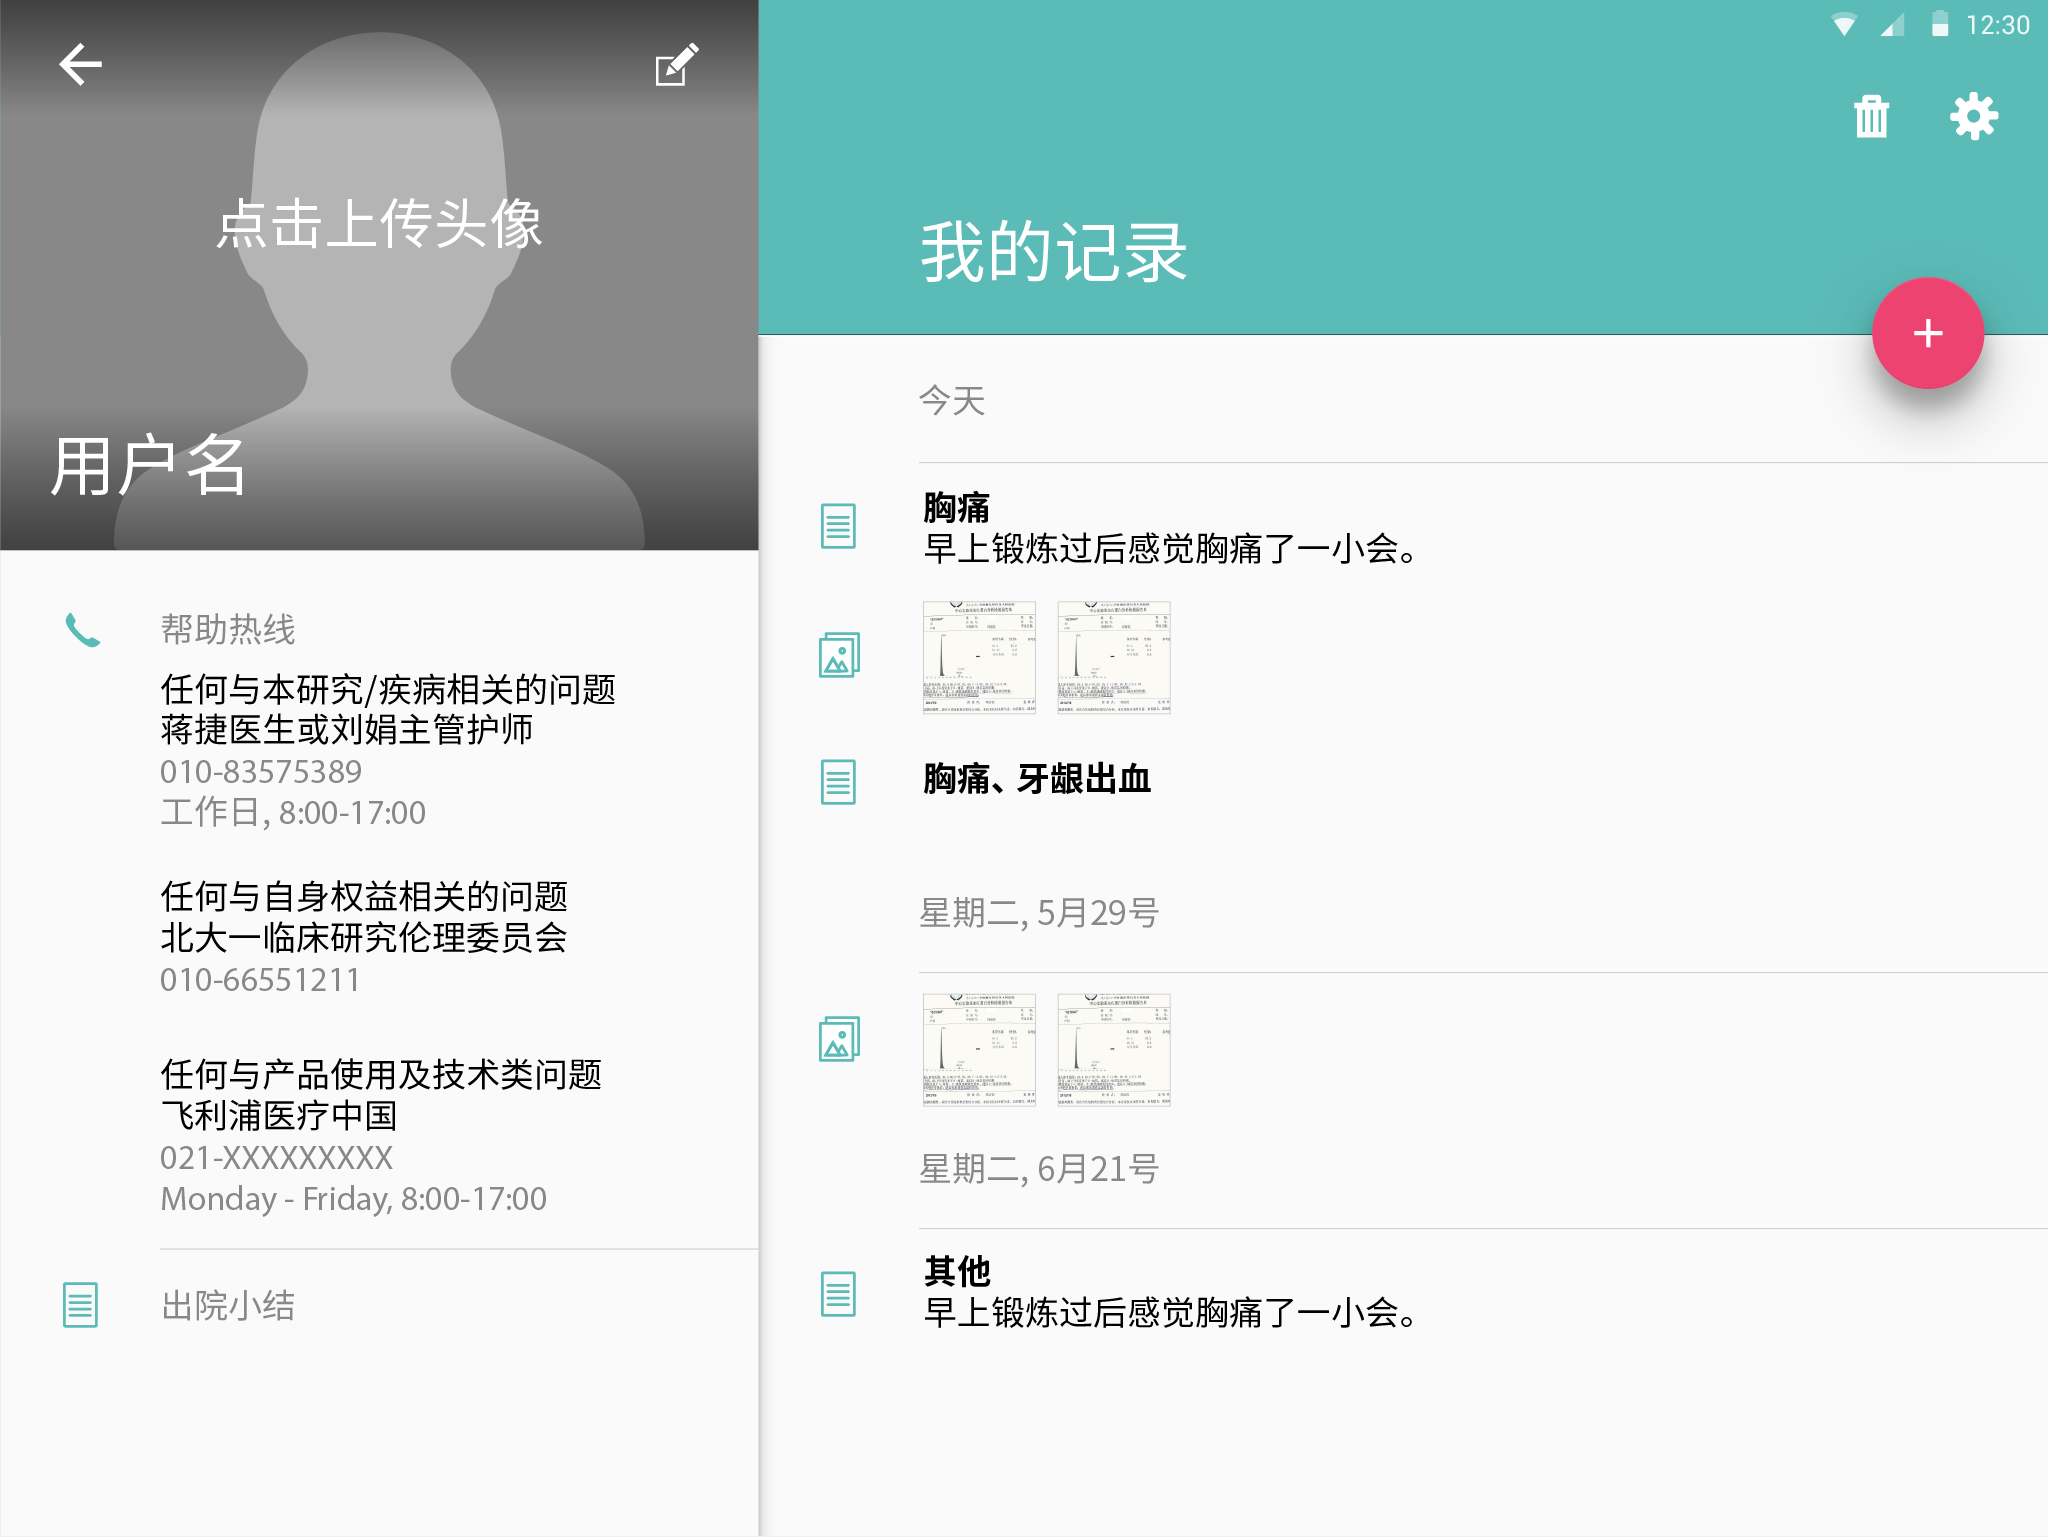 12:30
点击上传头像
用户名
帮助热线
任何与本研究/疾病相关的问题
蒋捷医生或刘娟主管护师
010-83575389
工作日, 8:00-17:00
任何与自身权益相关的问题
北大一临床研究伦理委员会
010-66551211
任何与产品使用及技术类问题
飞利浦医疗中国
021-XXXXXXXXX
Monday - Friday, 8:00-17:00
出院小结
我的记录
+
今天
胸痛
早上锻炼过后感觉胸痛了一小会。
胸痛、牙龈出血
星期二, 5月29号
星期二, 6月21号
其他
早上锻炼过后感觉胸痛了一小会。